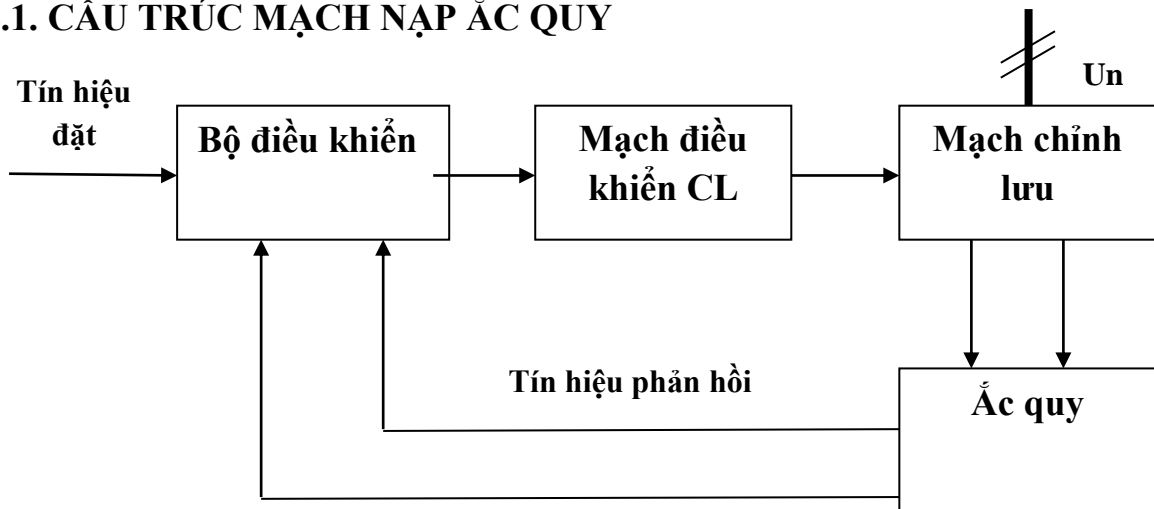 .1. CẤU TRÚC MẠCH NẠP ẮC QUY
Un
Tín hiệu
đặt
Bộ điều khiển
Mạch điều
khiển CL
Mạch chỉnh
lưu
Tín hiệu phản hồi
Ắc quy